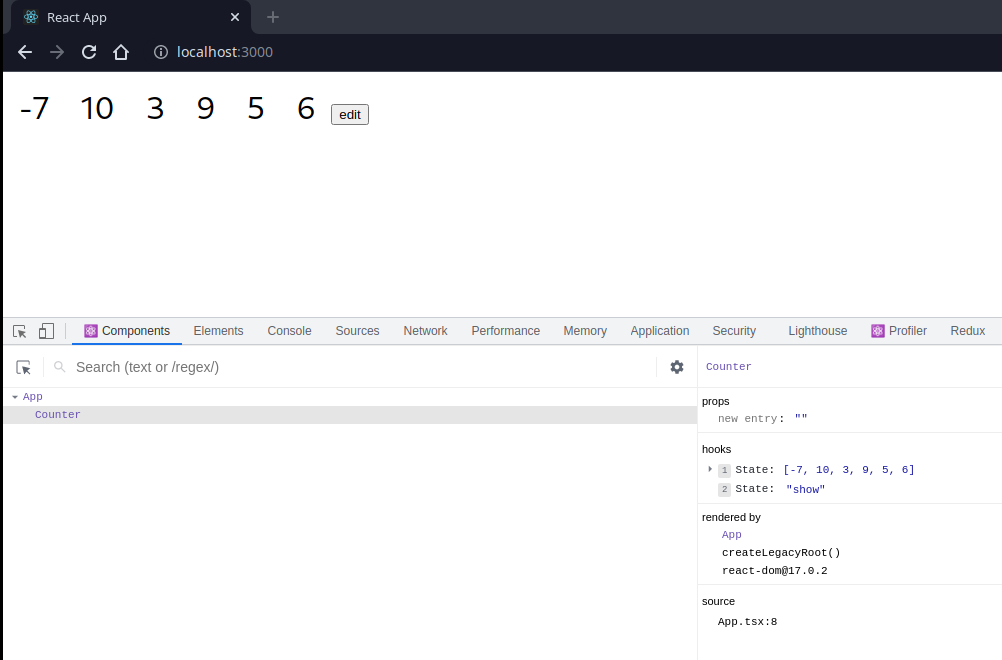 React App
localhost:3000
-7 10 3 9 5 6 edit
Components Elements Console Sources Network Performance Memory Application Security Lighthouse Profiler Redux
Search (text or /regex/)
App
Counter
Counter
props
new entry: ""
hooks
1 State: [-7, 10, 3, 9, 5, 6]
2 State: "show"
rendered by
App
createLegacyRoot()
react-dom@17.0.2
source
App.tsx:8